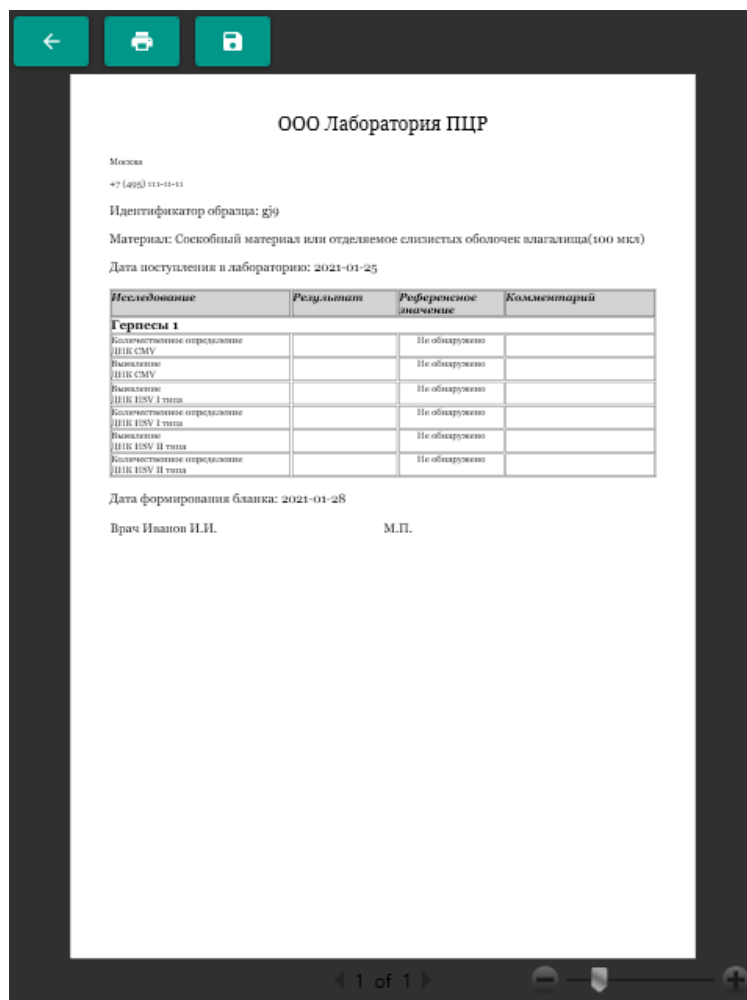 ООО Лаборатория ПЦР
Москва
+7 (495) 111-11-11
Идентификатор образца: gj9
Материал: Соскобный материал или отделяемое слизистых оболочек влагалища(100 мкл)
Дата поступления в лабораторию: 2021-01-25
Исследование Результат Референсное значение Комментарий
Герпесы 1
Количественное определение Не обнаружено
ДНК CMV
Выявление Не обнаружено
ДНК CMV
Выявление Не обнаружено
ДНК HSV I типа
Количественное определение Не обнаружено
ДНК HSV I типа
Выявление Не обнаружено
ДНК HSV II типа
Количественное определение Не обнаружено
ДНК HSV II типа
Дата формирования бланка: 2021-01-28
Врач Иванов И.И. М.П.
1 of 1